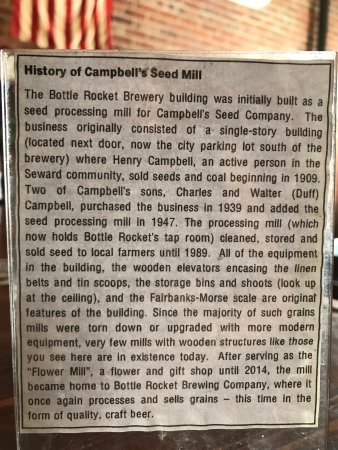 History of Campbell's Seed Mill
The Bottle Rocket Brewery building was initially built as a
seed processing mill for Campbell's Seed Company. The
business originally consisted of a single-story building
(located next door, now the city parking lot south of the
brewery) where Henry Campbell, an active person in the
Seward community, sold seeds and coal beginning in 1909.
Two of Campbell's sons, Charles and Walter (Duff)
Campbell, purchased the business in 1939 and added the
seed processing mill in 1947. The processing mill (which
now holds Bottle Rocket's tap room) cleaned, stored and
sold seed to local farmers until 1989. All of the equipment
in the building, the wooden elevators encasing the linen
belts and tin scoops, the storage bins and shoots (look up
at the ceiling), and the Fairbanks-Morse scale are original
features of the building. Since the majority of such grains
mills were torn down or upgraded with more modern
equipment, very few mills with wooden structures like those
you see here are in existence today. After serving as the
"Flower Mill", a flower and gift shop until 2014, the mill
became home to Bottle Rocket Brewing Company, where it
once again processes and sells grains – this time in the
form of quality, craft beer.